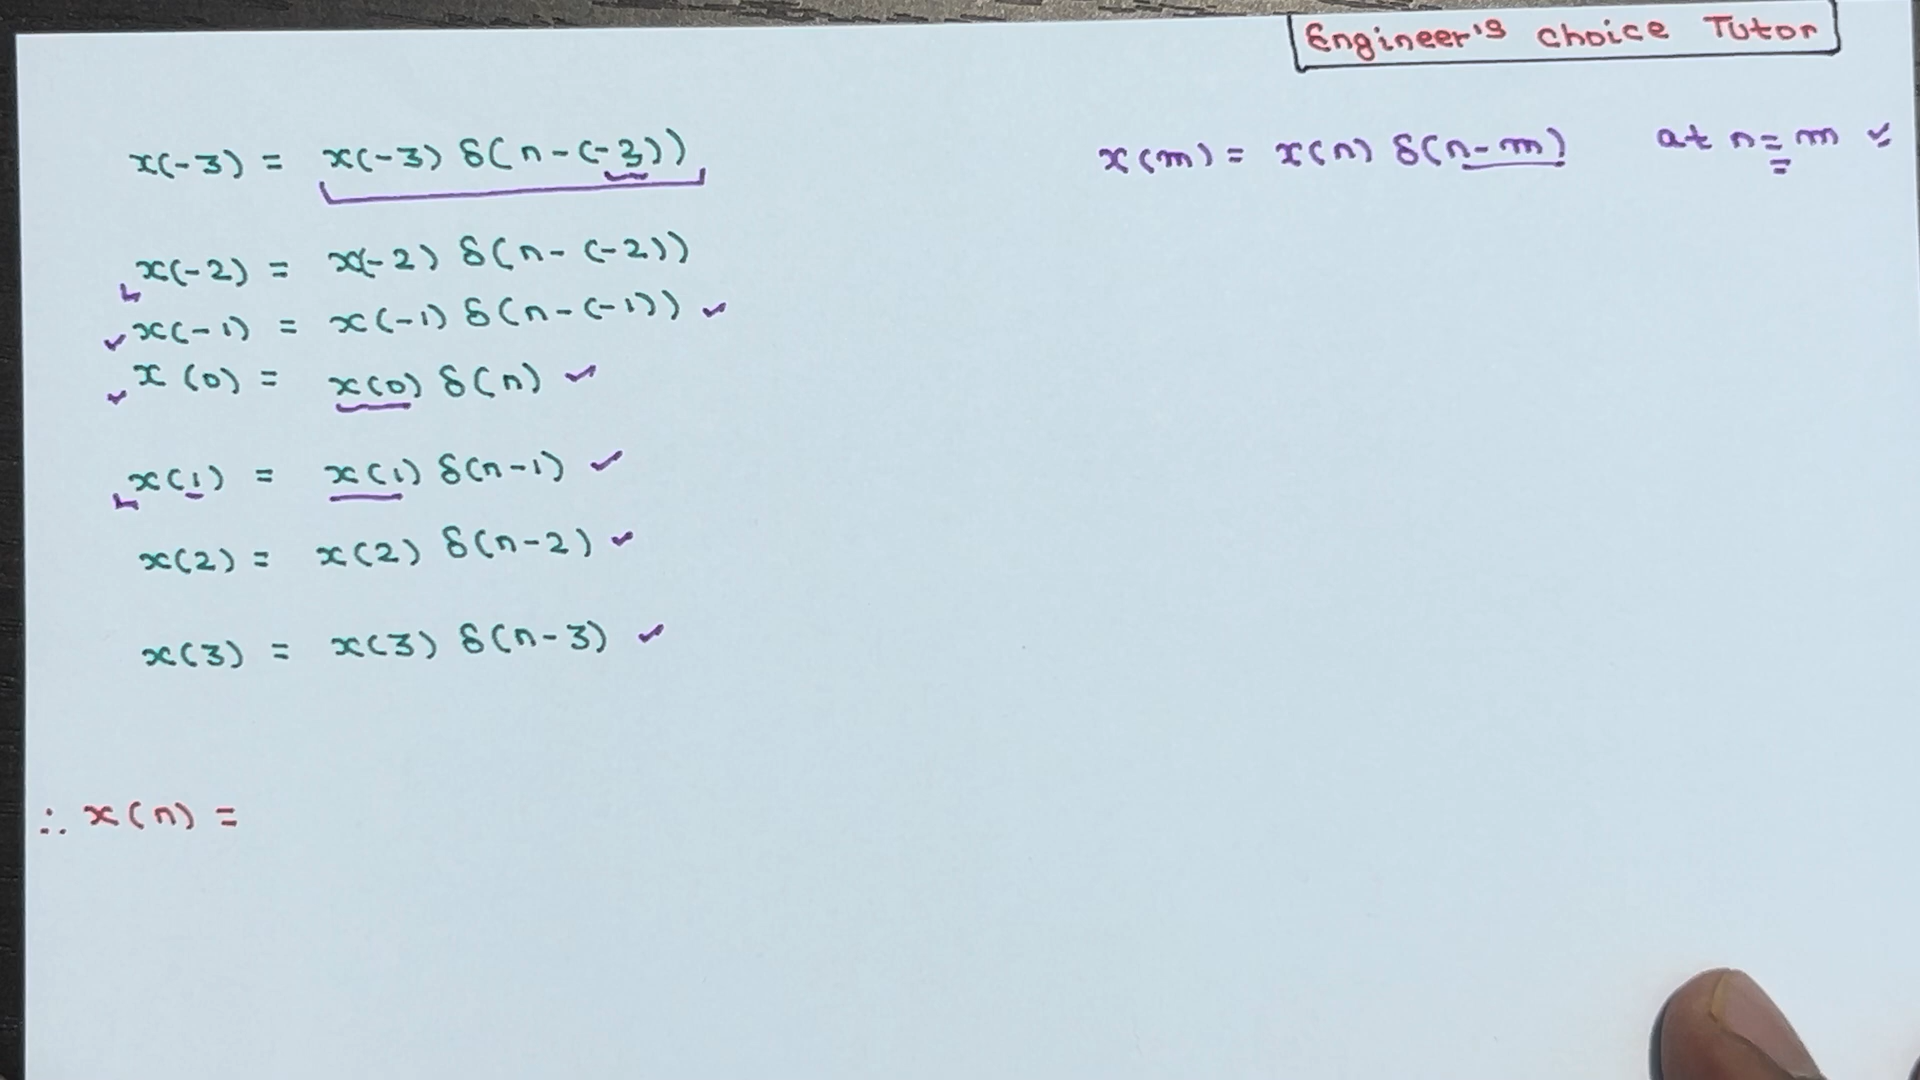 Engineer's choice Tutor
x(-3) = x(-3) δ(n-(-3))
x(m) = x(n) δ(n-m) at n=m
x(-2) = x(-2) δ(n-(-2))
x(-1) = x(-1) δ(n-(-1))
x(0) = x(0) δ(n)
x(1) = x(1) δ(n-1)
x(2) = x(2) δ(n-2)
x(3) = x(3) δ(n-3)
∴ x(n) =